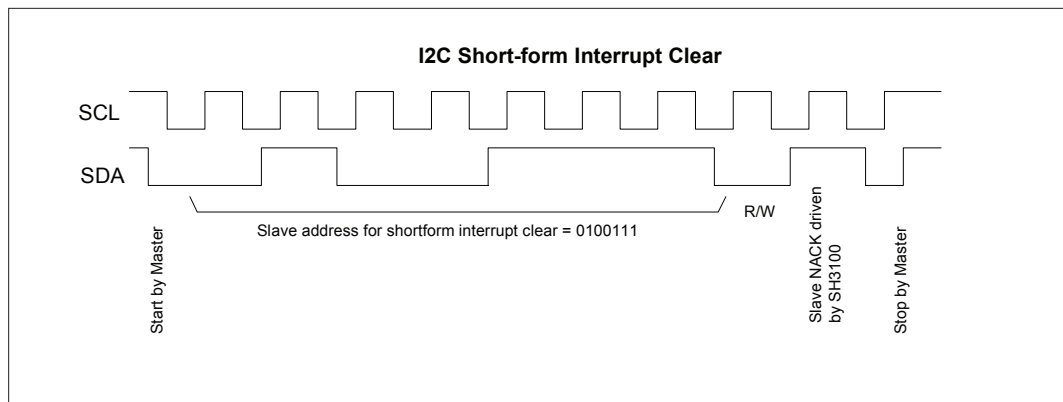 I2C Short-form Interrupt Clear
SCL
SDA
R/W
Slave address for shortform interrupt clear = 0100111
Start by Master
Slave NACK driven
by SH3100
Stop by Master